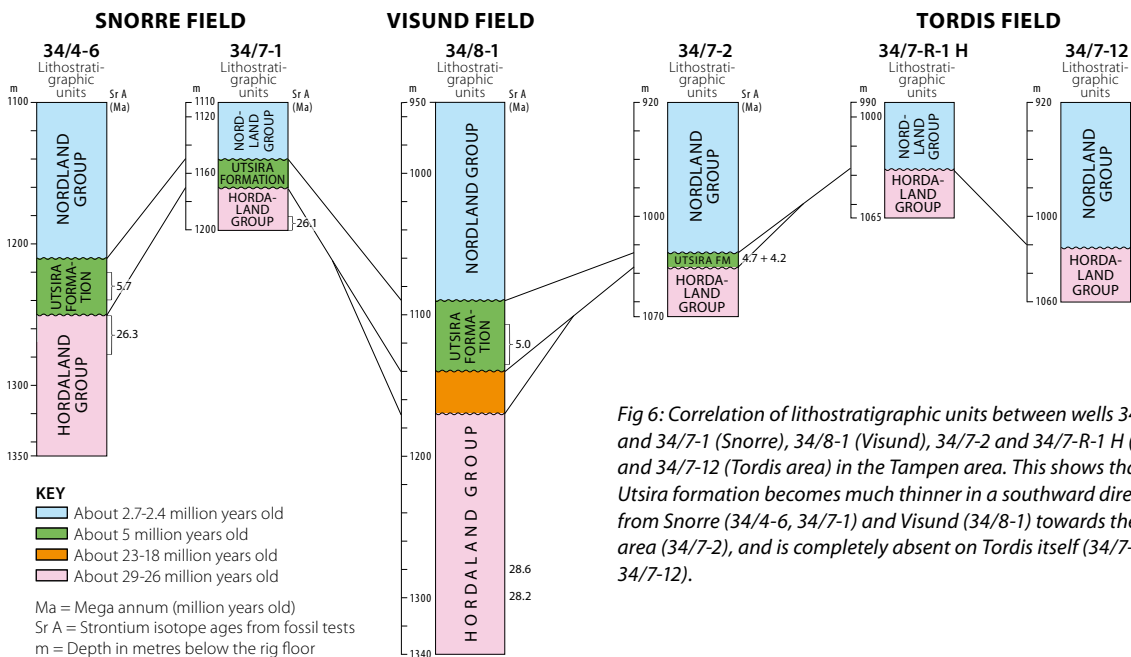 SNORRE FIELD
VISUND FIELD
TORDIS FIELD
34/4-6
Lithostrati-
graphic
units
m
Sr A
(Ma)
1100
1200
1300
1350
NORDLAND
GROUP
UTSIRA
FORMA-
TION
HORDALAND
GROUP
5.7
26.3
34/7-1
Lithostrati-
graphic
units
m
Sr A
(Ma)
1110
1120
1160
1200
NORD-
LAND
GROUP
UTSIRA
FORMATION
HORDA-
LAND
GROUP
26.1
34/8-1
Lithostrati-
graphic
units
m
Sr A
(Ma)
950
1000
1100
1200
1300
1340
NORDLAND GROUP
UTSIRA
FORMA-
TION
HORDALAND GROUP
5.0
28.6
28.2
34/7-2
Lithostrati-
graphic
units
m
Sr A
(Ma)
920
1000
1070
NORDLAND
GROUP
UTSIRA FM
HORDA-
LAND
GROUP
4.7 + 4.2
34/7-R-1 H
Lithostrati-
graphic
units
m
990
1000
1065
NORD-
LAND
GROUP
HORDA-
LAND
GROUP
34/7-12
Lithostrati-
graphic
units
m
920
1000
1060
NORDLAND
GROUP
HORDA-
LAND
GROUP
KEY
About 2.7-2.4 million years old
About 5 million years old
About 23-18 million years old
About 29-26 million years old
Ma = Mega annum (million years old)
Sr A = Strontium isotope ages from fossil tests
m = Depth in metres below the rig floor
Fig 6: Correlation of lithostratigraphic units between wells
and 34/7-1 (Snorre), 34/8-1 (Visund), 34/7-2 and 34/7-R-1 H (
and 34/7-12 (Tordis area) in the Tampen area. This shows
Utsira formation becomes much thinner in a southward
from Snorre (34/4-6, 34/7-1) and Visund (34/8-1) towards
area (34/7-2), and is completely absent on Tordis itself
34/7-12).